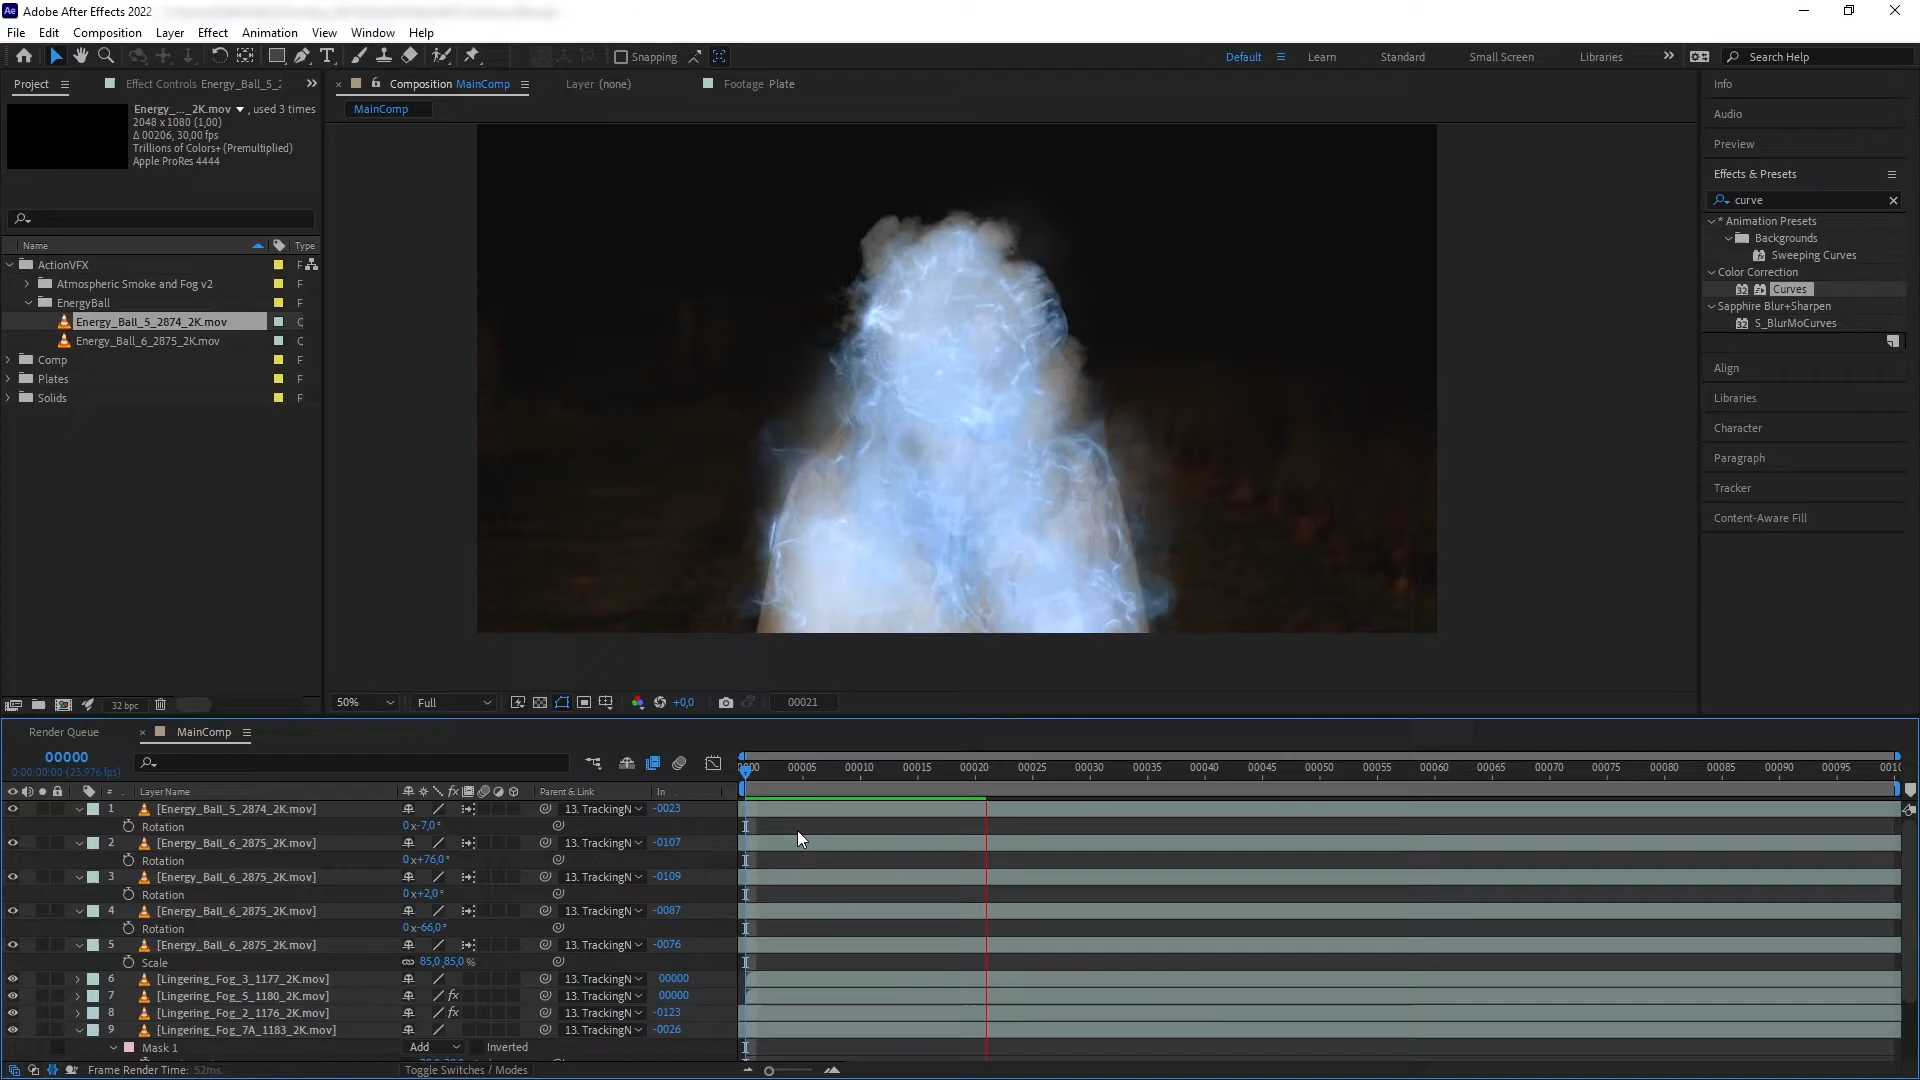 Ae Adobe After Effects 2022
File Edit Composition Layer Effect Animation View Window Help
Snapping
Default Learn Standard Small Screen Libraries Search Help
Project Effect Controls Energy_Ball_5_2
Composition MainComp Layer (none) Footage Plate
MainComp
Energy_..._2K.mov , used 3 times
2048 x 1080 (1,00)
Δ 00206, 30,00 fps
Trillions of Colors+ (Premultiplied)
Apple ProRes 4444
Name Type
ActionVFX F
Atmospheric Smoke and Fog v2 F
EnergyBall F
Energy_Ball_5_2874_2K.mov
Energy_Ball_6_2875_2K.mov
Comp F
Plates F
Solids F
32 bpc
50% Full +0,0 00021
Info
Audio
Preview
Effects & Presets
curve
* Animation Presets
Backgrounds
Sweeping Curves
Color Correction
32 Curves
Sapphire Blur+Sharpen
32 S_BlurMoCurves
Align
Libraries
Character
Paragraph
Tracker
Content-Aware Fill
Render Queue MainComp
00000
0:00:00:00 (23.976 fps)
00005 00010 00015 00020 00025 00030 00035 00040 00045 00050 00055 00060 00065 00070 00075 00080 00085 00090 00095
# Layer Name fx Parent & Link In
1 [Energy_Ball_5_2874_2K.mov] 13. TrackingN -0023
Rotation 0x-7,0°
2 [Energy_Ball_6_2875_2K.mov] 13. TrackingN -0107
Rotation 0x+76,0°
3 [Energy_Ball_6_2875_2K.mov] 13. TrackingN -0109
Rotation 0x+2,0°
4 [Energy_Ball_6_2875_2K.mov] 13. TrackingN -0087
Rotation 0x-66,0°
5 [Energy_Ball_6_2875_2K.mov] 13. TrackingN -0076
Scale 85,0,85,0%
6 [Lingering_Fog_3_1177_2K.mov] 13. TrackingN 00000
7 [Lingering_Fog_5_1180_2K.mov] fx 13. TrackingN 00000
8 [Lingering_Fog_2_1176_2K.mov] fx 13. TrackingN -0123
9 [Lingering_Fog_7A_1183_2K.mov] 13. TrackingN -0026
Mask 1 Add Inverted
Frame Render Time: 52ms Toggle Switches / Modes